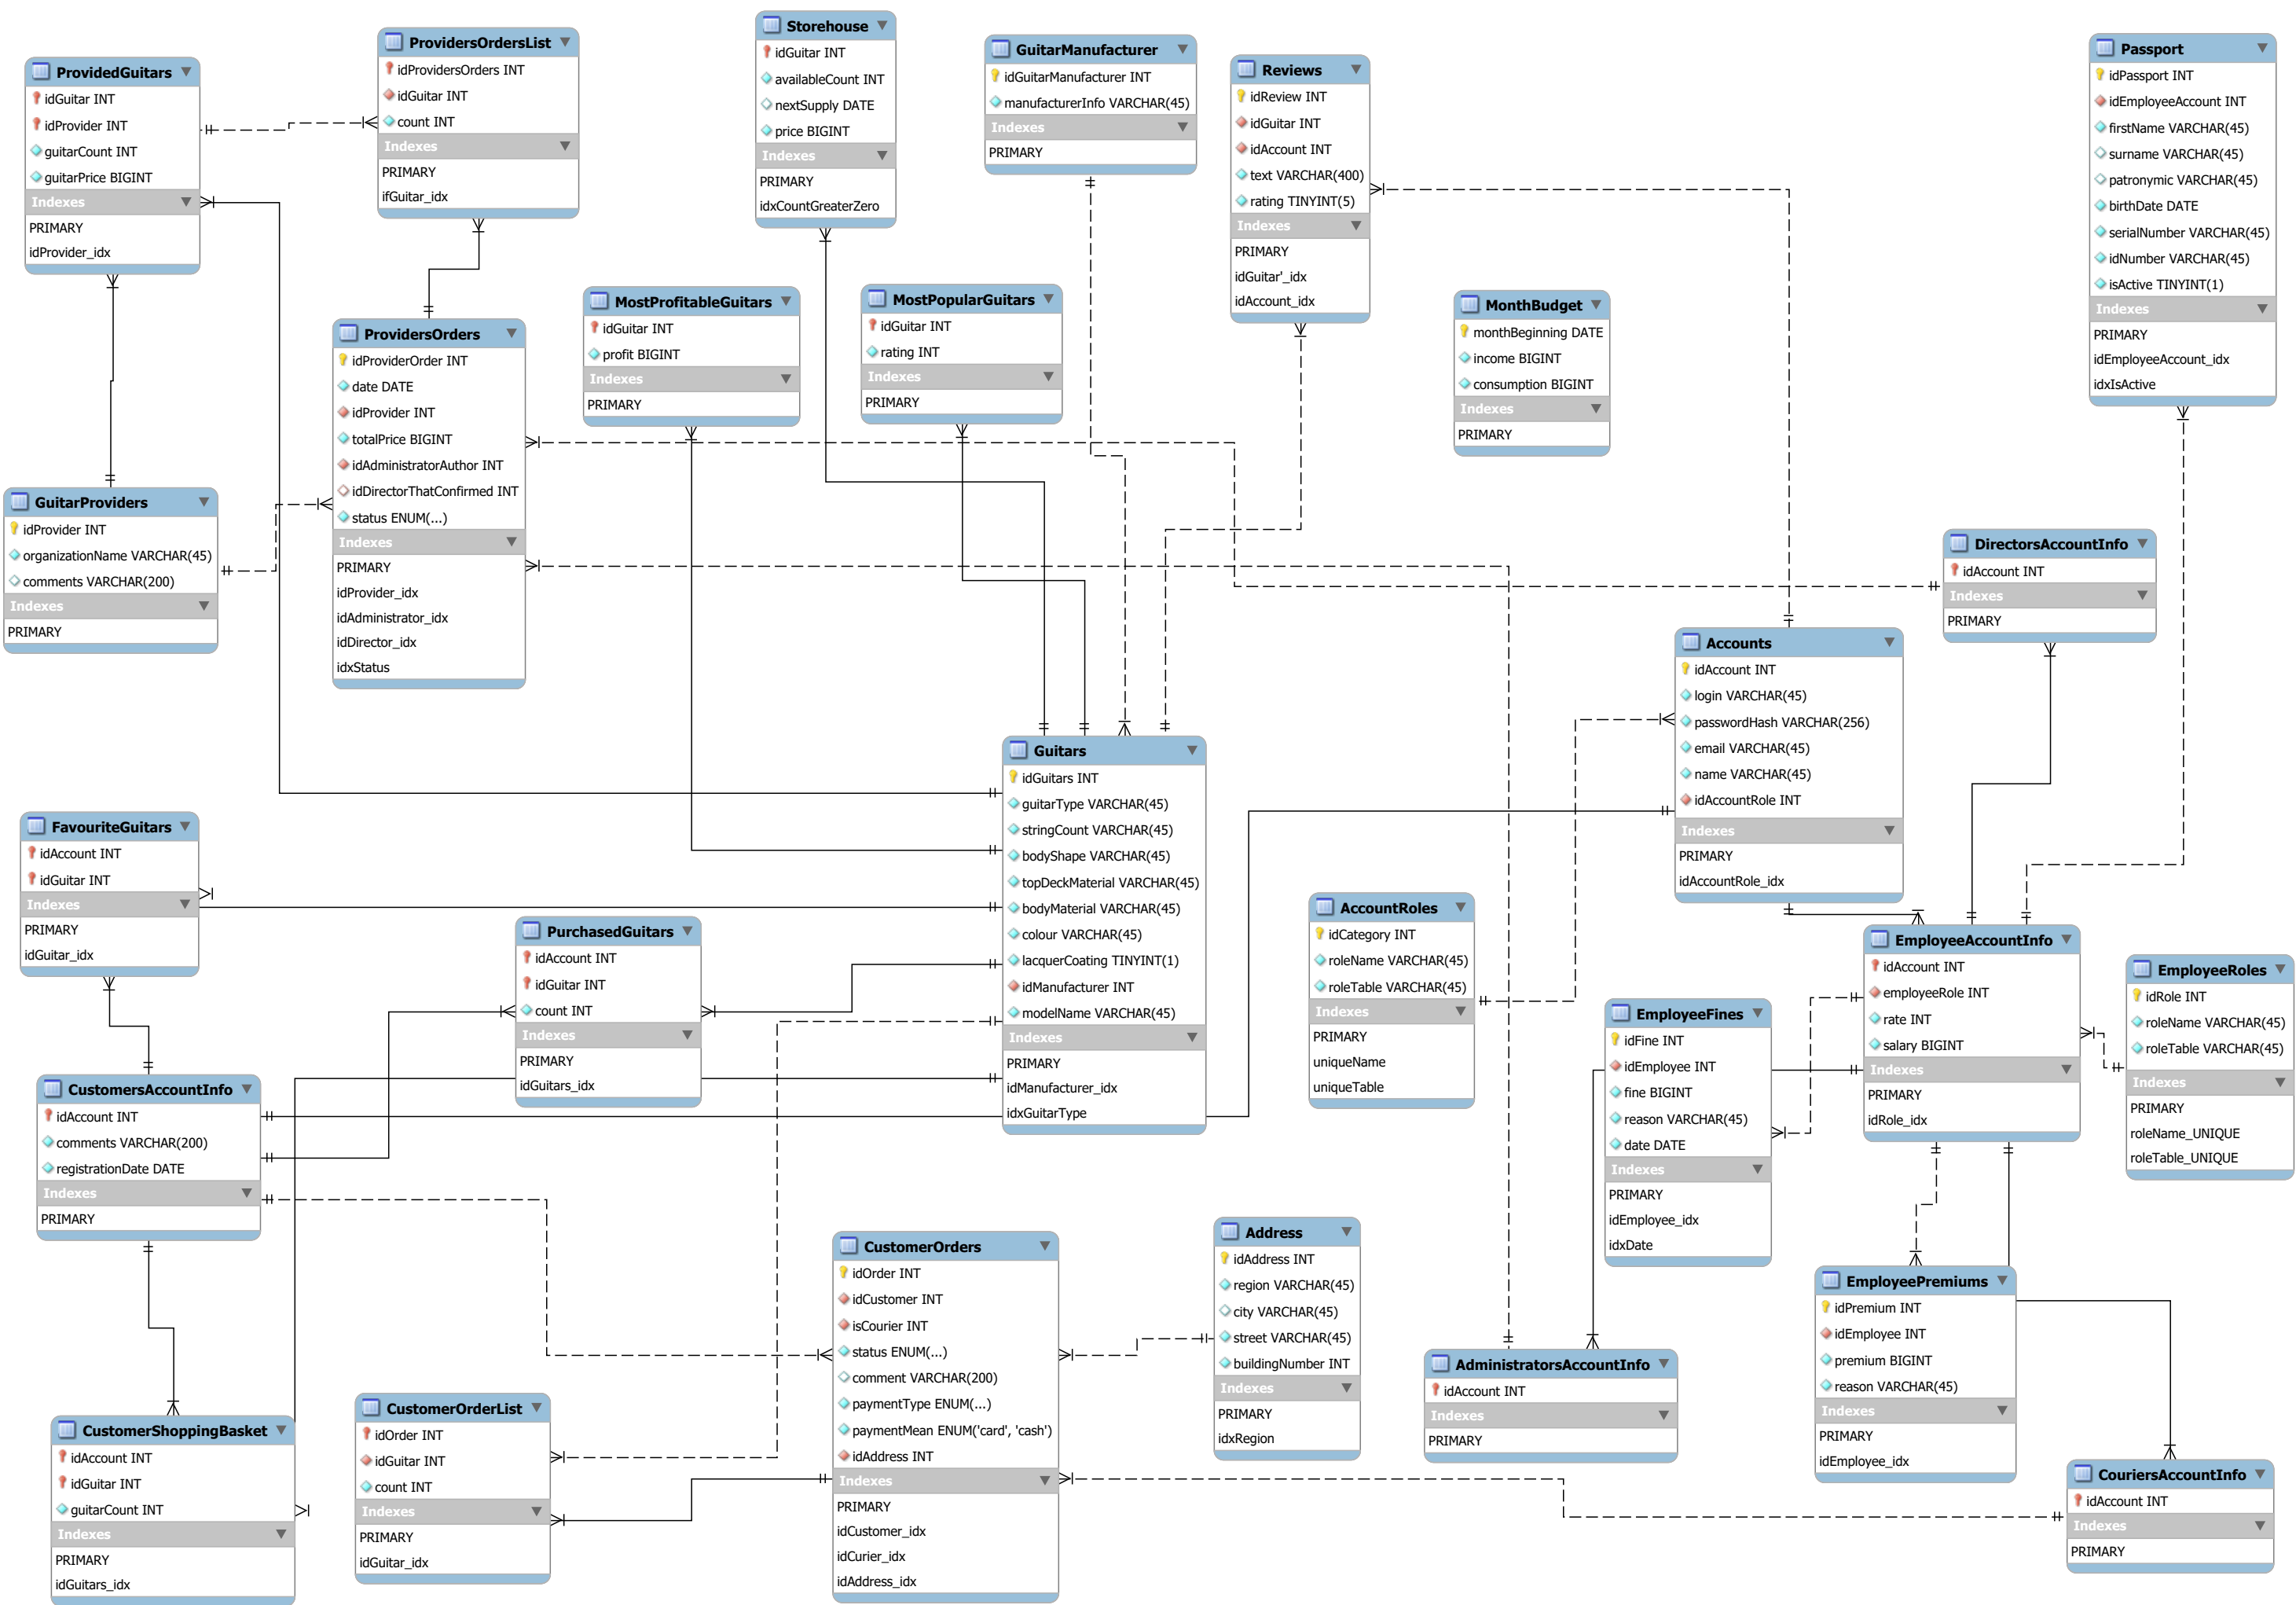 ProvidedGuitars
idGuitar INT
idProvider INT
guitarCount INT
guitarPrice BIGINT
Indexes
PRIMARY
idProvider_idx
ProvidersOrdersList
idProvidersOrders INT
idGuitar INT
count INT
Indexes
PRIMARY
ifGuitar_idx
Storehouse
idGuitar INT
availableCount INT
nextSupply DATE
price BIGINT
Indexes
PRIMARY
idxCountGreaterZero
GuitarManufacturer
idGuitarManufacturer INT
manufacturerInfo VARCHAR(45)
Indexes
PRIMARY
Reviews
idReview INT
idGuitar INT
idAccount INT
text VARCHAR(400)
rating TINYINT(5)
Indexes
PRIMARY
idGuitar'_idx
idAccount_idx
Passport
idPassport INT
idEmployeeAccount INT
firstName VARCHAR(45)
surname VARCHAR(45)
patronymic VARCHAR(45)
birthDate DATE
serialNumber VARCHAR(45)
idNumber VARCHAR(45)
isActive TINYINT(1)
Indexes
PRIMARY
idEmployeeAccount_idx
idxIsActive
MostProfitableGuitars
idGuitar INT
profit BIGINT
Indexes
PRIMARY
MostPopularGuitars
idGuitar INT
rating INT
Indexes
PRIMARY
MonthBudget
monthBeginning DATE
income BIGINT
consumption BIGINT
Indexes
PRIMARY
ProvidersOrders
idProviderOrder INT
date DATE
idProvider INT
totalPrice BIGINT
idAdministratorAuthor INT
idDirectorThatConfirmed INT
status ENUM(...)
Indexes
PRIMARY
idProvider_idx
idAdministrator_idx
idDirector_idx
idxStatus
GuitarProviders
idProvider INT
organizationName VARCHAR(45)
comments VARCHAR(200)
Indexes
PRIMARY
DirectorsAccountInfo
idAccount INT
Indexes
PRIMARY
Accounts
idAccount INT
login VARCHAR(45)
passwordHash VARCHAR(256)
email VARCHAR(45)
name VARCHAR(45)
idAccountRole INT
Indexes
PRIMARY
idAccountRole_idx
Guitars
idGuitars INT
guitarType VARCHAR(45)
stringCount VARCHAR(45)
bodyShape VARCHAR(45)
topDeckMaterial VARCHAR(45)
bodyMaterial VARCHAR(45)
colour VARCHAR(45)
lacquerCoating TINYINT(1)
idManufacturer INT
modelName VARCHAR(45)
Indexes
PRIMARY
idManufacturer_idx
idxGuitarType
FavouriteGuitars
idAccount INT
idGuitar INT
Indexes
PRIMARY
idGuitar_idx
PurchasedGuitars
idAccount INT
idGuitar INT
count INT
Indexes
PRIMARY
idGuitars_idx
AccountRoles
idCategory INT
roleName VARCHAR(45)
roleTable VARCHAR(45)
Indexes
PRIMARY
uniqueName
uniqueTable
EmployeeAccountInfo
idAccount INT
employeeRole INT
rate INT
salary BIGINT
Indexes
PRIMARY
idRole_idx
EmployeeRoles
idRole INT
roleName VARCHAR(45)
roleTable VARCHAR(45)
Indexes
PRIMARY
roleName_UNIQUE
roleTable_UNIQUE
EmployeeFines
idFine INT
idEmployee INT
fine BIGINT
reason VARCHAR(45)
date DATE
Indexes
PRIMARY
idEmployee_idx
idxDate
CustomersAccountInfo
idAccount INT
comments VARCHAR(200)
registrationDate DATE
Indexes
PRIMARY
CustomerOrders
idOrder INT
idCustomer INT
isCourier INT
status ENUM(...)
comment VARCHAR(200)
paymentType ENUM(...)
paymentMean ENUM('card', 'cash')
idAddress INT
Indexes
PRIMARY
idCustomer_idx
idCurier_idx
idAddress_idx
Address
idAddress INT
region VARCHAR(45)
city VARCHAR(45)
street VARCHAR(45)
buildingNumber INT
Indexes
PRIMARY
idxRegion
EmployeePremiums
idPremium INT
idEmployee INT
premium BIGINT
reason VARCHAR(45)
Indexes
PRIMARY
idEmployee_idx
AdministratorsAccountInfo
idAccount INT
Indexes
PRIMARY
CustomerOrderList
idOrder INT
idGuitar INT
count INT
Indexes
PRIMARY
idGuitar_idx
CustomerShoppingBasket
idAccount INT
idGuitar INT
guitarCount INT
Indexes
PRIMARY
idGuitars_idx
CouriersAccountInfo
idAccount INT
Indexes
PRIMARY